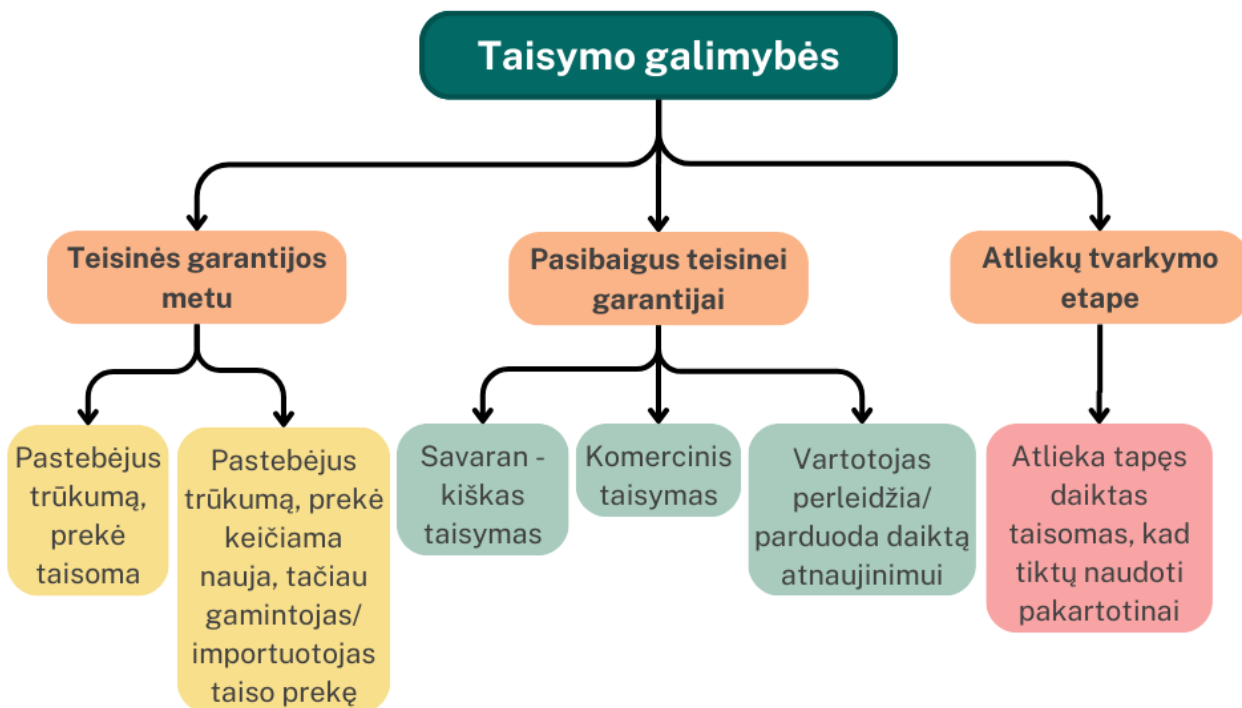 Taisymo galimybės
Teisinės garantijos
metu
Pasibaigus teisinei
garantijai
Atliekų tvarkymo
etape
Pastebėjus
trūkumą,
prekė
taisoma
Pastebėjus
trūkumą, prekė
keičiama
nauja, tačiau
gamintojas/
importuotojas
taiso prekę
Savaran -
kiškas
taisymas
Komercinis
taisymas
Vartotojas
perleidžia/
parduoda daiktą
atnaujinimui
Atlieka tapęs
daiktas
taisomas, kad
tiktų naudoti
pakartotinai